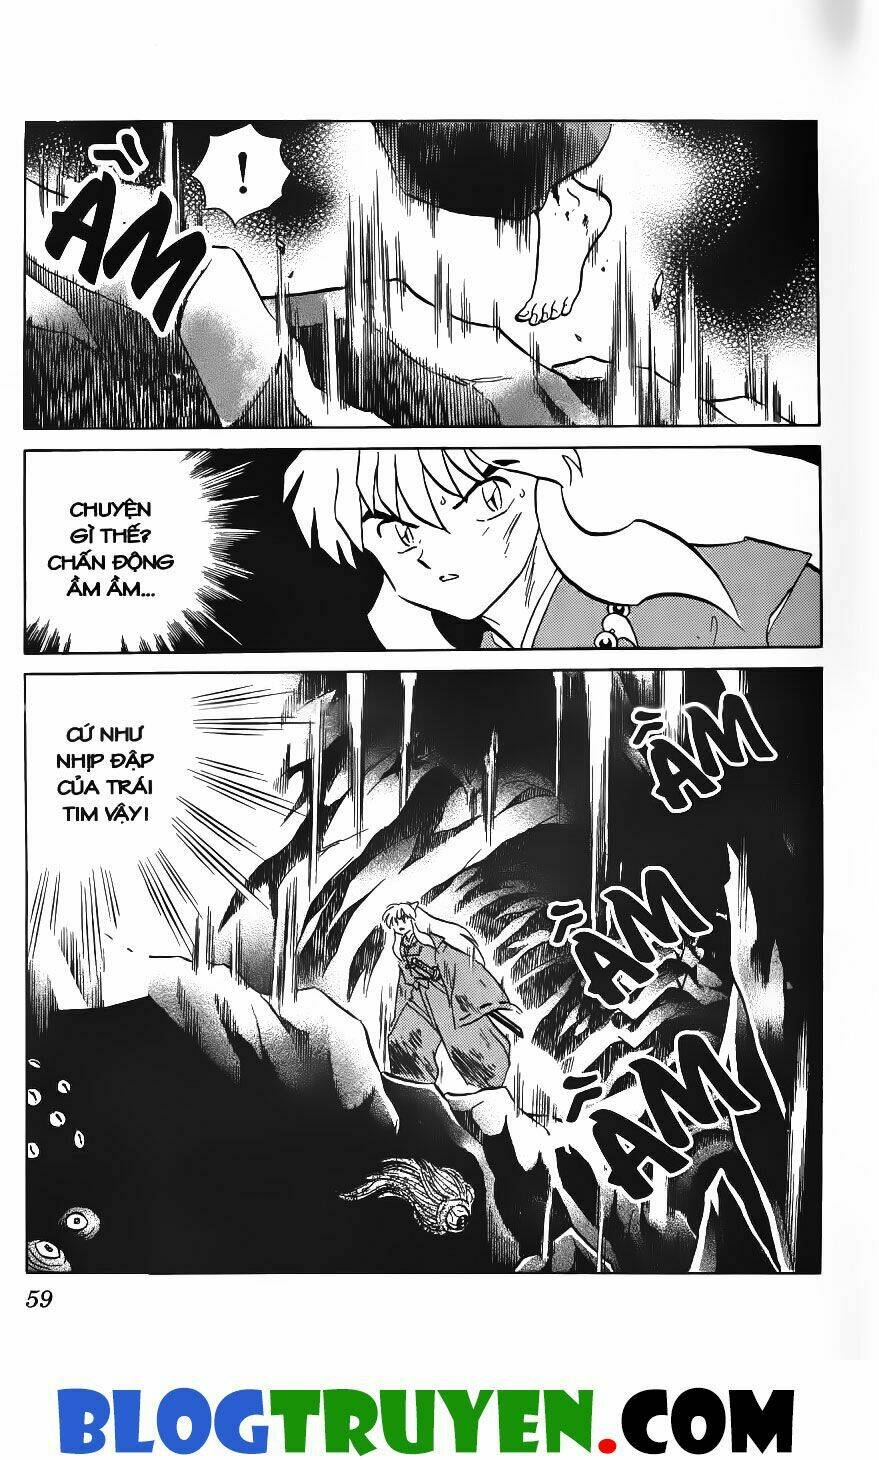 ẦM
!
CHUYỆN
GÌ THẾ?
CHẤN ĐỘNG
ẦM ẦM...
CỨ NHƯ
NHỊP ĐẬP
CỦA TRÁI
TIM VẬY!
ẦM
ẦM
ẦM
59
BLOGTRUYEN.COM